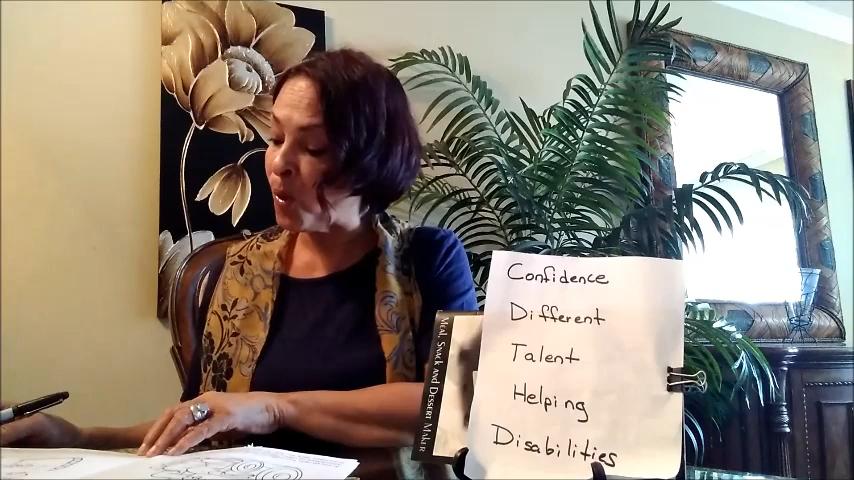 Confidence
Different
Talent
Helping
Disabilities
Meal, Snack and Dessert Maker